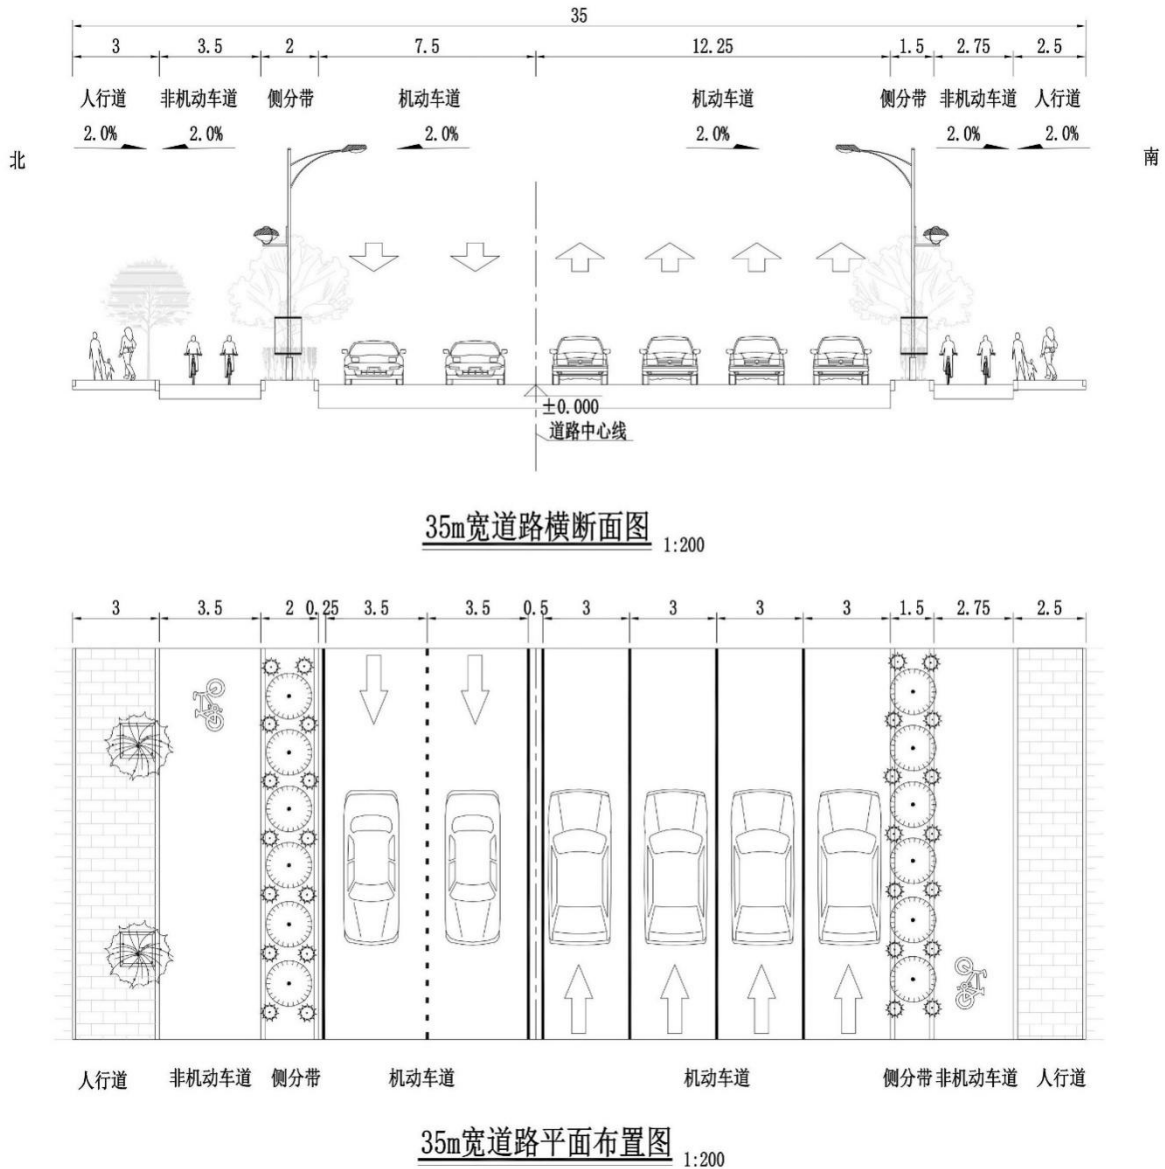 35
3 3.5 2 7.5 12.25 1.5 2.75 2.5
人行道 非机动车道 侧分带 机动车道 机动车道 侧分带 非机动车道 人行道
2.0% 2.0% 2.0% 2.0% 2.0% 2.0%
北 南
±0.000
道路中心线
35m宽道路横断面图 1:200
3 3.5 2 0.25 3.5 3.5 0.5 3 3 3 3 1.5 2.75 2.5
人行道 非机动车道 侧分带 机动车道 机动车道 侧分带 非机动车道 人行道
35m宽道路平面布置图 1:200